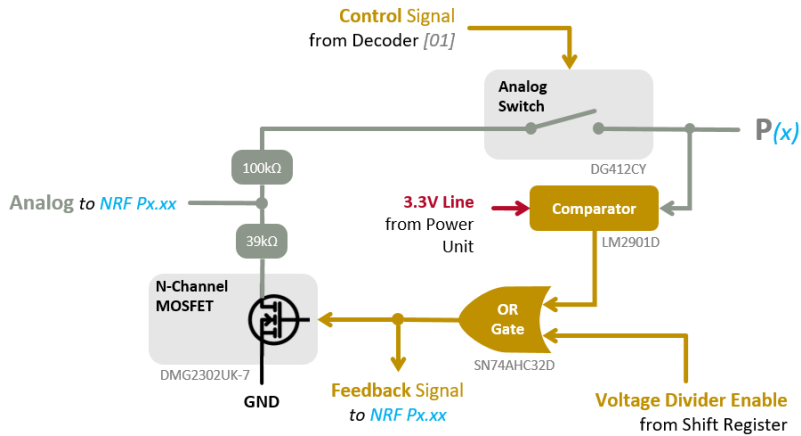 Control Signal
from Decoder [01]
Analog
Switch
P(x)
DG412CY
100kΩ
3.3V Line
from Power
Unit
Comparator
LM2901D
Analog to NRF Px.xx
39kΩ
N-Channel
MOSFET
OR
Gate
SN74AHC32D
DMG2302UK-7
GND
Feedback Signal
to NRF Px.xx
Voltage Divider Enable
from Shift Register